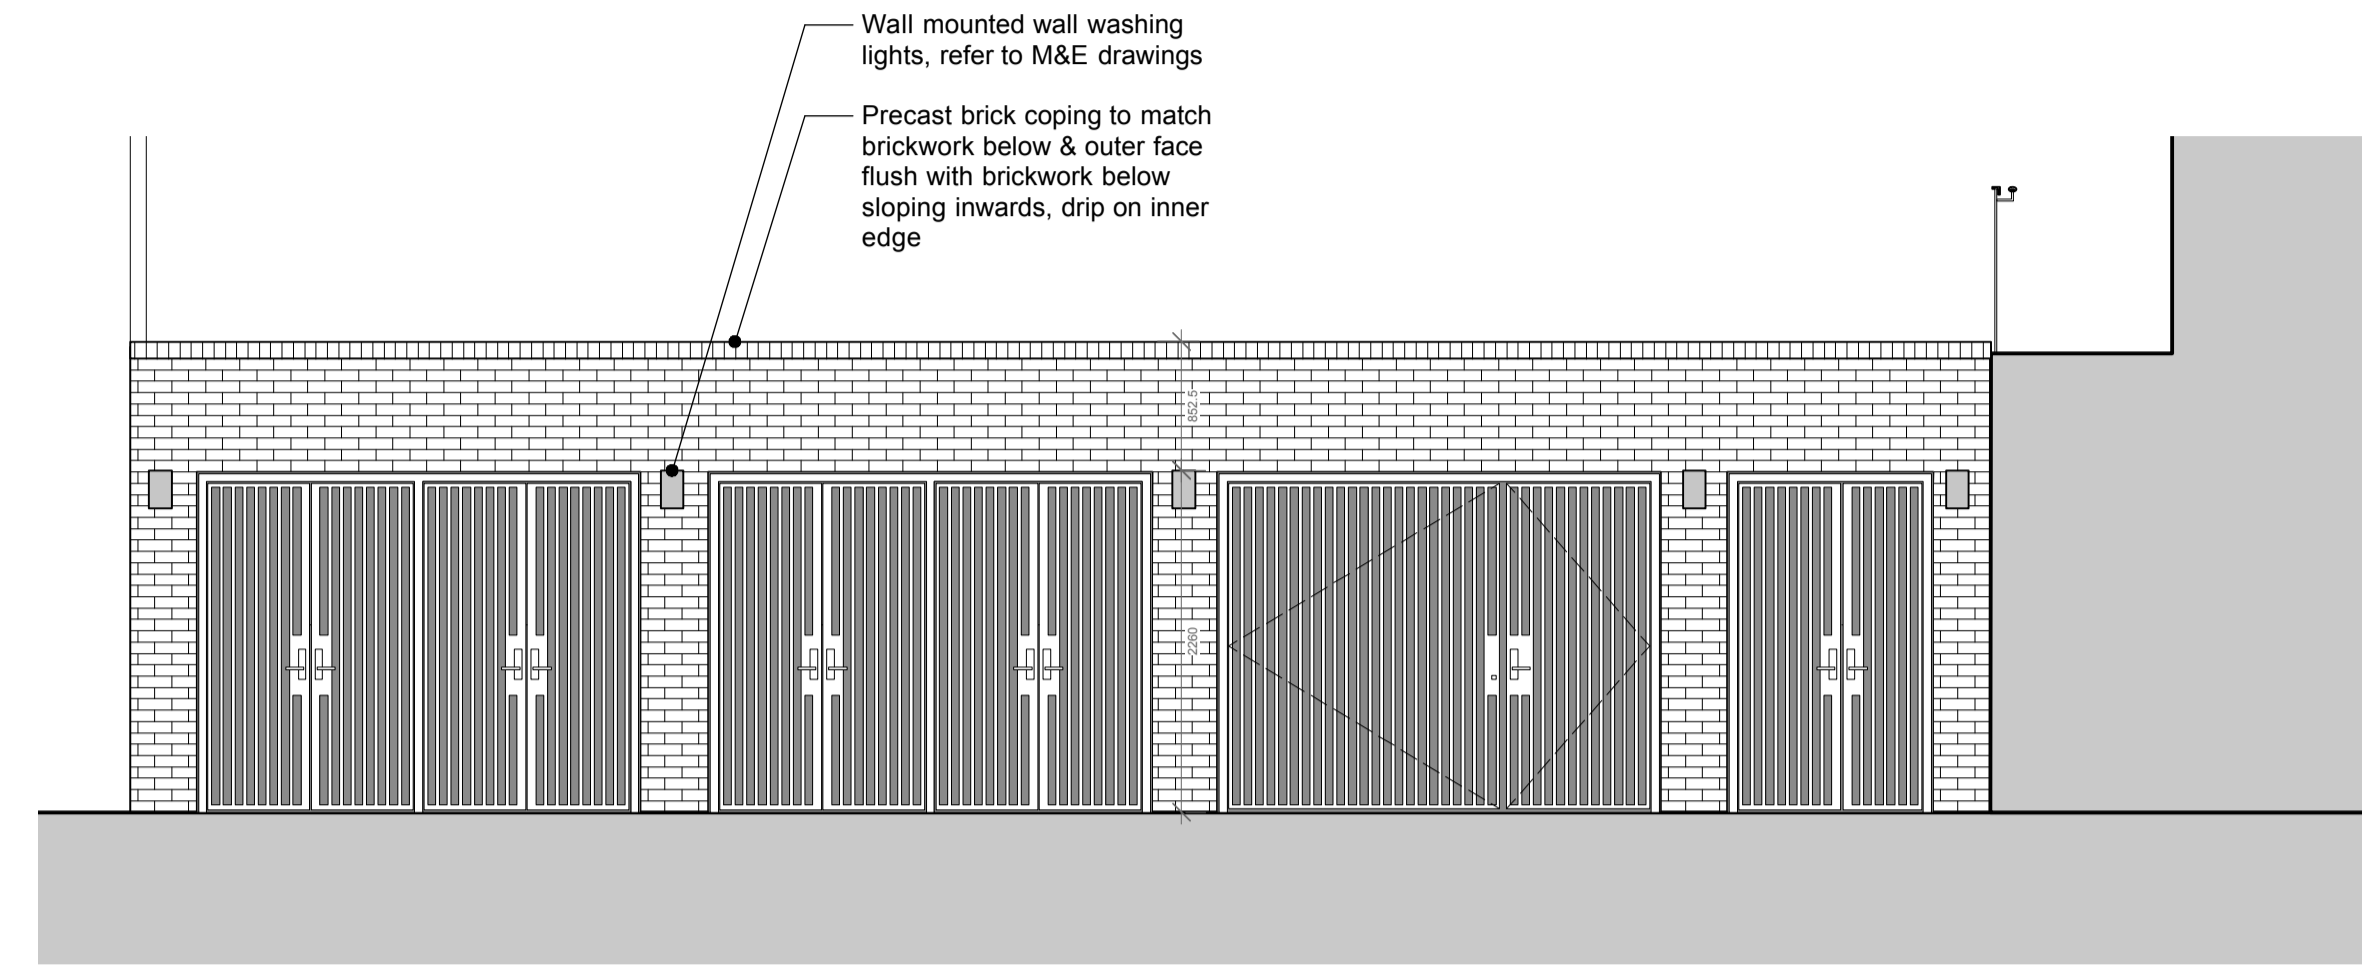 Wall mounted wall washing
lights, refer to M&E drawings
Precast brick coping to match
brickwork below & outer face
flush with brickwork below
sloping inwards, drip on inner
edge
852.5
2260